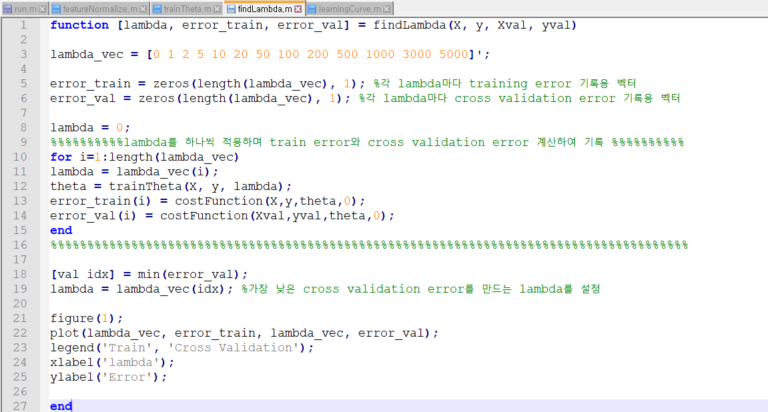 run.m featureNormalize.m trainTheta.m findLambda.m learningCurve.m
1 function [lambda, error_train, error_val] = findLambda(X, y, Xval, yval)
2
3 lambda_vec = [0 1 2 5 10 20 50 100 200 500 1000 3000 5000]';
4
5 error_train = zeros(length(lambda_vec), 1); %각 lambda마다 training error 기록용 벡터
6 error_val = zeros(length(lambda_vec), 1); %각 lambda마다 cross validation error 기록용 벡터
7
8 lambda = 0;
9 %%%%%%%%%%lambda를 하나씩 적용하며 train error와 cross validation error 계산하여 기록 %%%%%%%%%%
10 for i=1:length(lambda_vec)
11 lambda = lambda_vec(i);
12 theta = trainTheta(X, y, lambda);
13 error_train(i) = costFunction(X,y,theta,0);
14 error_val(i) = costFunction(Xval,yval,theta,0);
15 end
16 %%%%%%%%%%%%%%%%%%%%%%%%%%%%%%%%%%%%%%%%%%%%%%%%%%%%%%%%%%%%%%%%%%%%%%%%%%%%%%%%%%%%%%%%%
17
18 [val idx] = min(error_val);
19 lambda = lambda_vec(idx); %가장 낮은 cross validation error를 만드는 lambda를 설정
20
21 figure(1);
22 plot(lambda_vec, error_train, lambda_vec, error_val);
23 legend('Train', 'Cross Validation');
24 xlabel('lambda');
25 ylabel('Error');
26
27 end